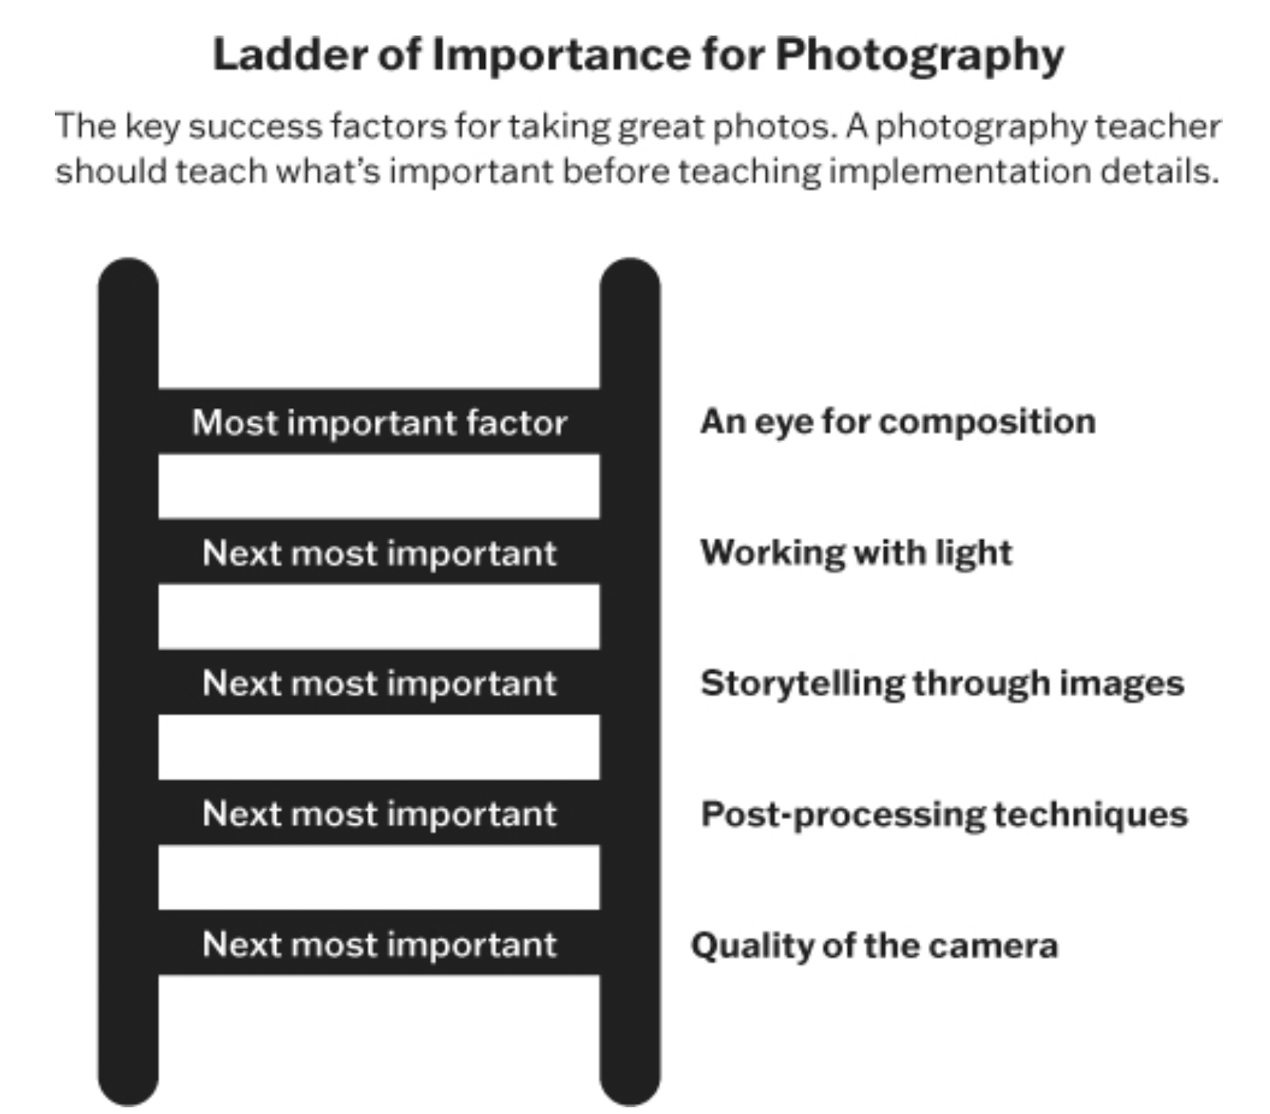 Ladder of Importance for Photography
The key success factors for taking great photos. A photography teacher
should teach what's important before teaching implementation details.
Most important factor
An eye for composition
Next most important
Working with light
Next most important
Storytelling through images
Next most important
Post-processing techniques
Next most important
Quality of the camera